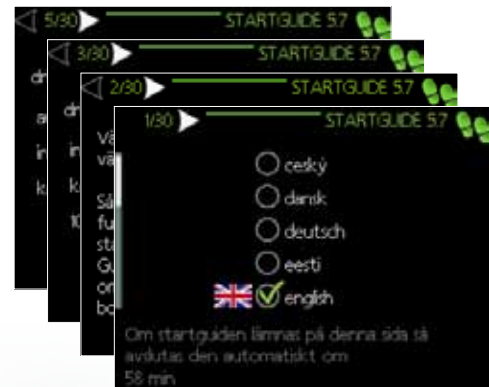 5/30 STARTGUIDE 5.7
3/30 STARTGUIDE 5.7
2/30 STARTGUIDE 5.7
1/30 STARTGUIDE 5.7
český
dansk
deutsch
eesti
english
Om startguiden lämnas på denna sida så
avslutas den automatiskt om
58 min